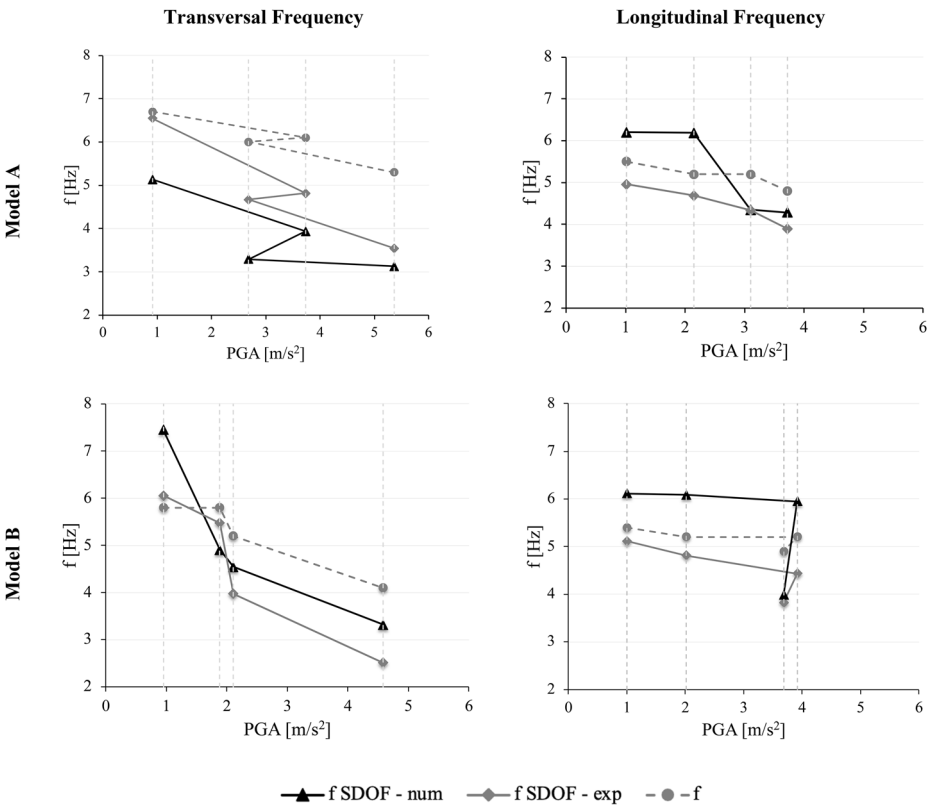 Transversal Frequency
Longitudinal Frequency
Model A
f [Hz]
8
7
6
5
4
3
2
0 1 2 3 4 5 6
PGA [m/s²]
f [Hz]
8
7
6
5
4
3
2
0 1 2 3 4 5 6
PGA [m/s²]
Model B
f [Hz]
8
7
6
5
4
3
2
0 1 2 3 4 5 6
PGA [m/s²]
f [Hz]
8
7
6
5
4
3
2
0 1 2 3 4 5 6
PGA [m/s²]
f SDOF - num f SDOF - exp f